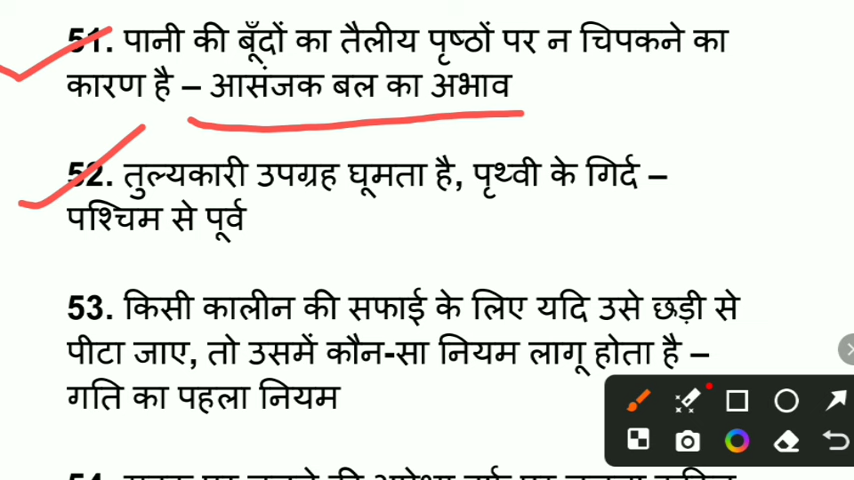 51. पानी की बूँदों का तैलीय पृष्ठों पर न चिपकने का
कारण है – आसंजक बल का अभाव
52. तुल्यकारी उपग्रह घूमता है, पृथ्वी के गिर्द –
पश्चिम से पूर्व
53. किसी कालीन की सफाई के लिए यदि उसे छड़ी से
पीटा जाए, तो उसमें कौन-सा नियम लागू होता है –
गति का पहला नियम